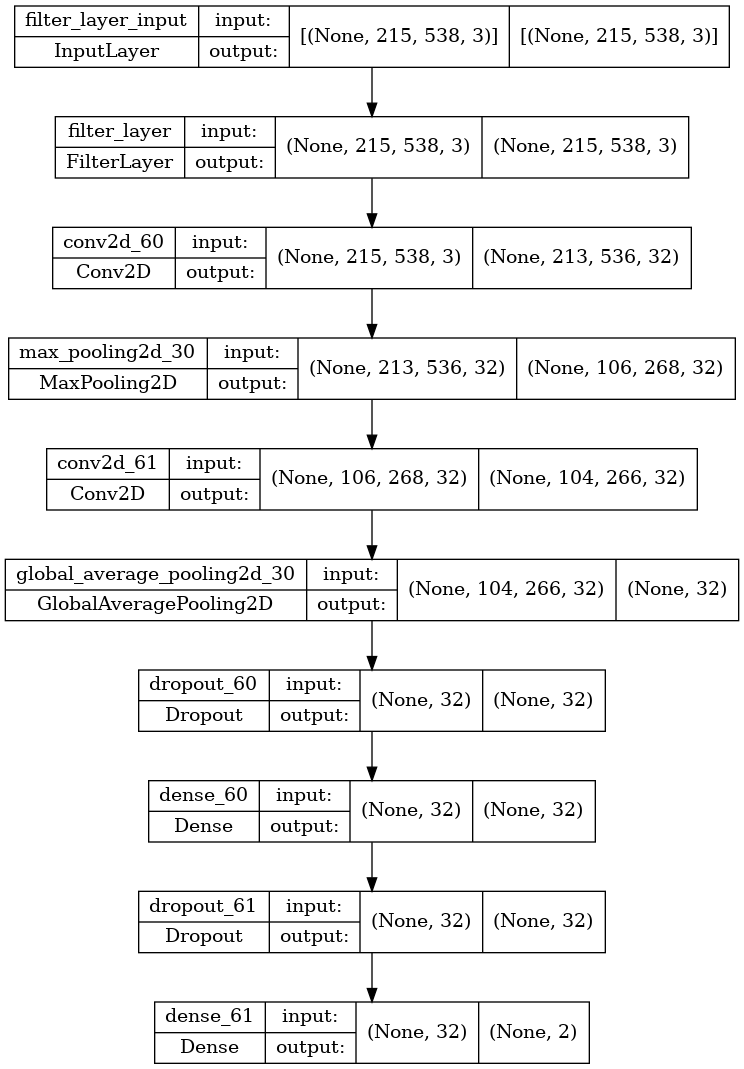 filter_layer_input input: [(None, 215, 538, 3)] [(None, 215, 538, 3)]
InputLayer output:
filter_layer input: (None, 215, 538, 3) (None, 215, 538, 3)
FilterLayer output:
conv2d_60 input: (None, 215, 538, 3) (None, 213, 536, 32)
Conv2D output:
max_pooling2d_30 input: (None, 213, 536, 32) (None, 106, 268, 32)
MaxPooling2D output:
conv2d_61 input: (None, 106, 268, 32) (None, 104, 266, 32)
Conv2D output:
global_average_pooling2d_30 input: (None, 104, 266, 32) (None, 32)
GlobalAveragePooling2D output:
dropout_60 input: (None, 32) (None, 32)
Dropout output:
dense_60 input: (None, 32) (None, 32)
Dense output:
dropout_61 input: (None, 32) (None, 32)
Dropout output:
dense_61 input: (None, 32) (None, 2)
Dense output: